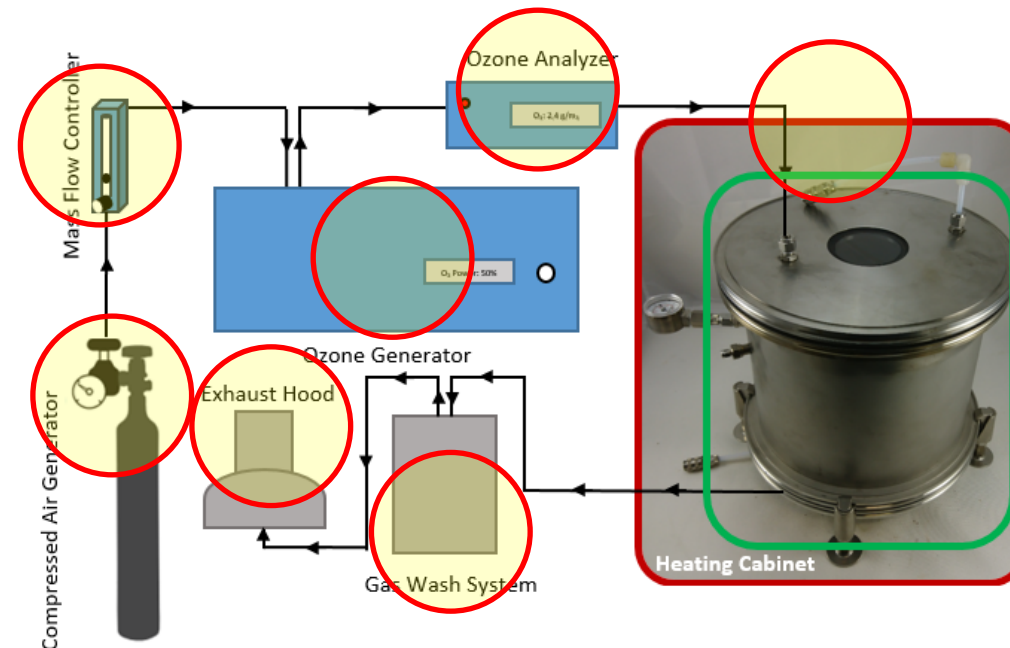 Ozone Analyzer
O₃: 2,4 g/m₃
Mass Flow Controller
O₃ Power: 50%
Ozone Generator
Exhaust Hood
Compressed Air Generator
Gas Wash System
Heating Cabinet